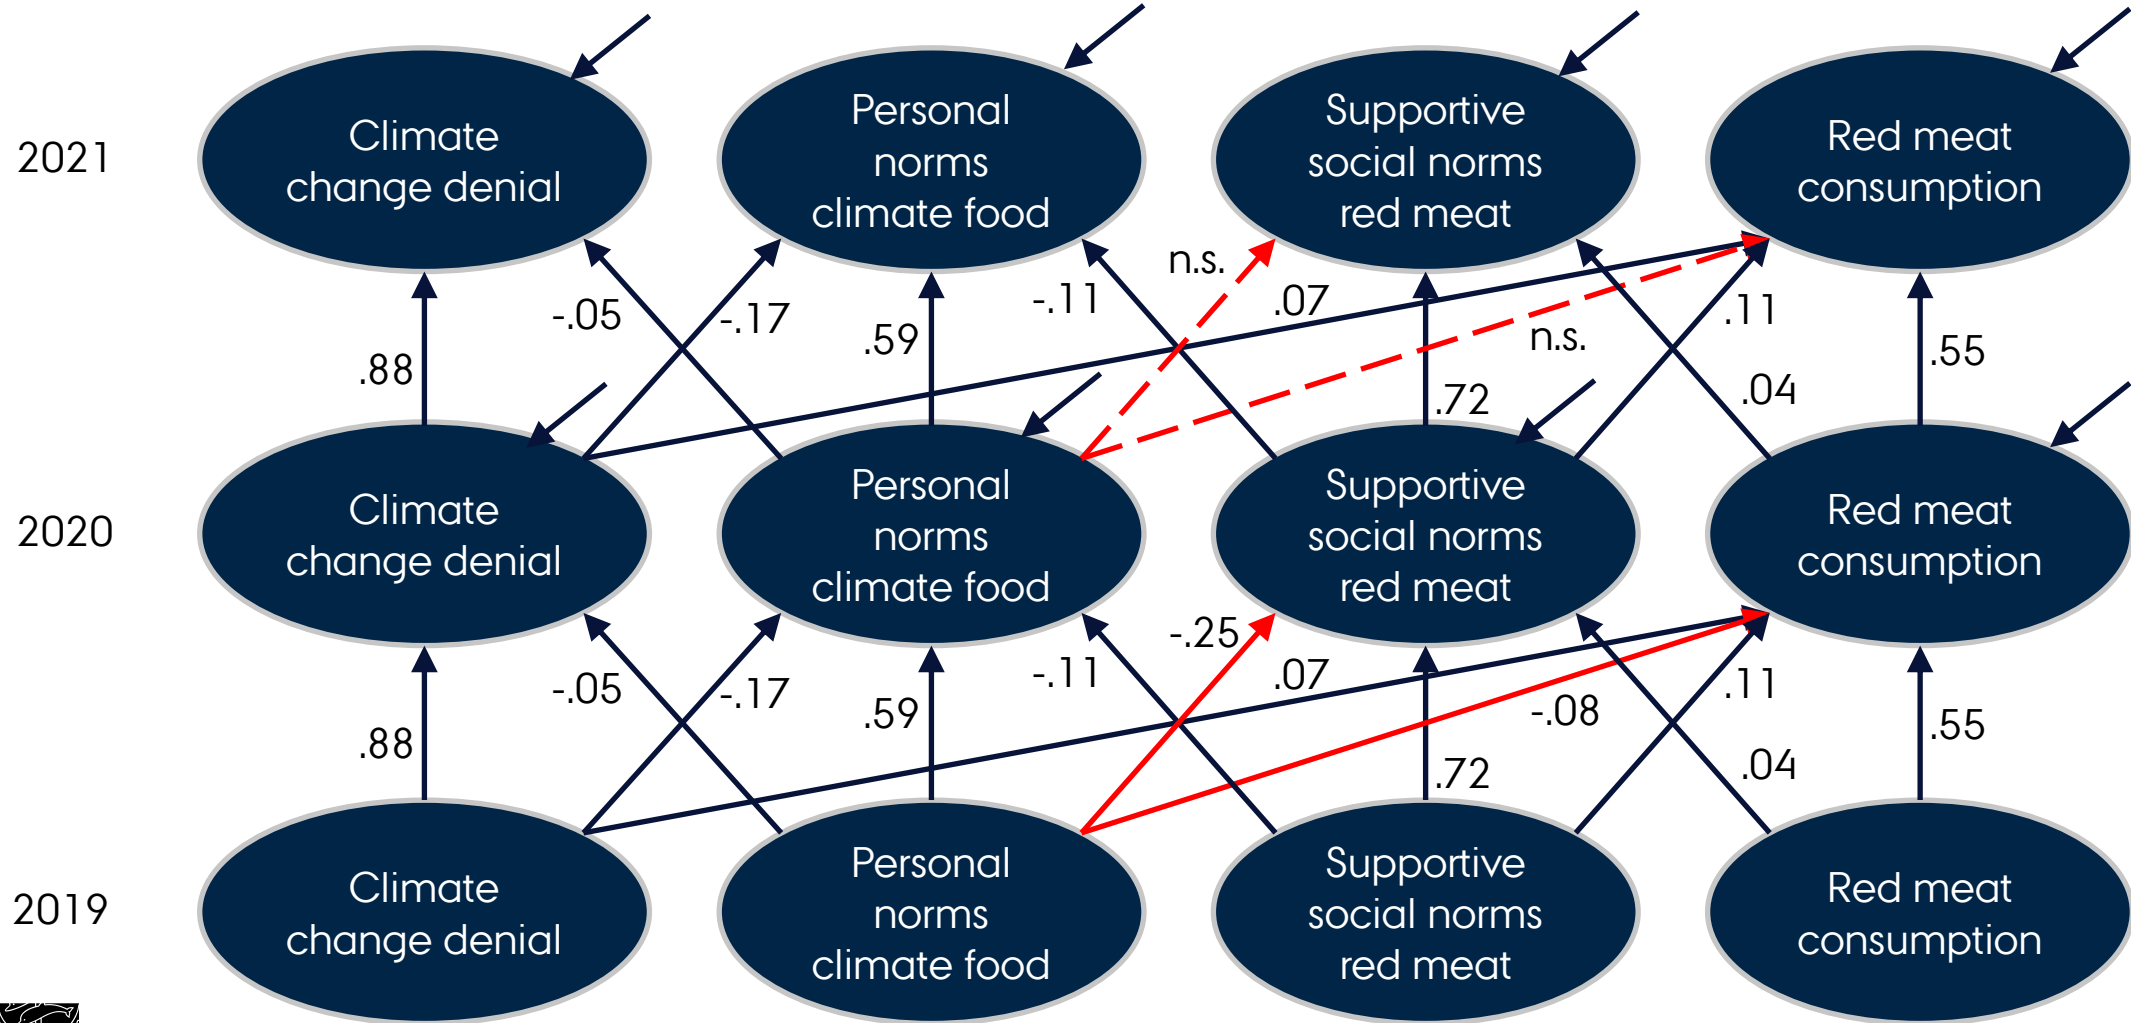 2021
Climate
change denial
Personal
norms
climate food
Supportive
social norms
red meat
Red meat
consumption
n.s.
-.05
-.17
.59
-.11
.07
n.s.
.11
.88
.72
.04
.55
2020
Climate
change denial
Personal
norms
climate food
Supportive
social norms
red meat
Red meat
consumption
-.25
-.05
-.17
.59
-.11
.07
-.08
.11
.88
.72
.04
.55
2019
Climate
change denial
Personal
norms
climate food
Supportive
social norms
red meat
Red meat
consumption